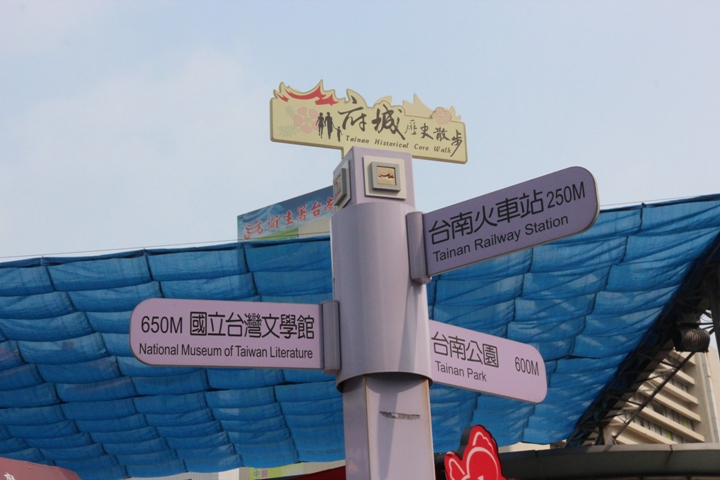 府城歷史散步
Tainan Historical Core Walk
台南火車站 250M
Tainan Railway Station
650M 國立台灣文學館
National Museum of Taiwan Literature
台南公園 600M
Tainan Park